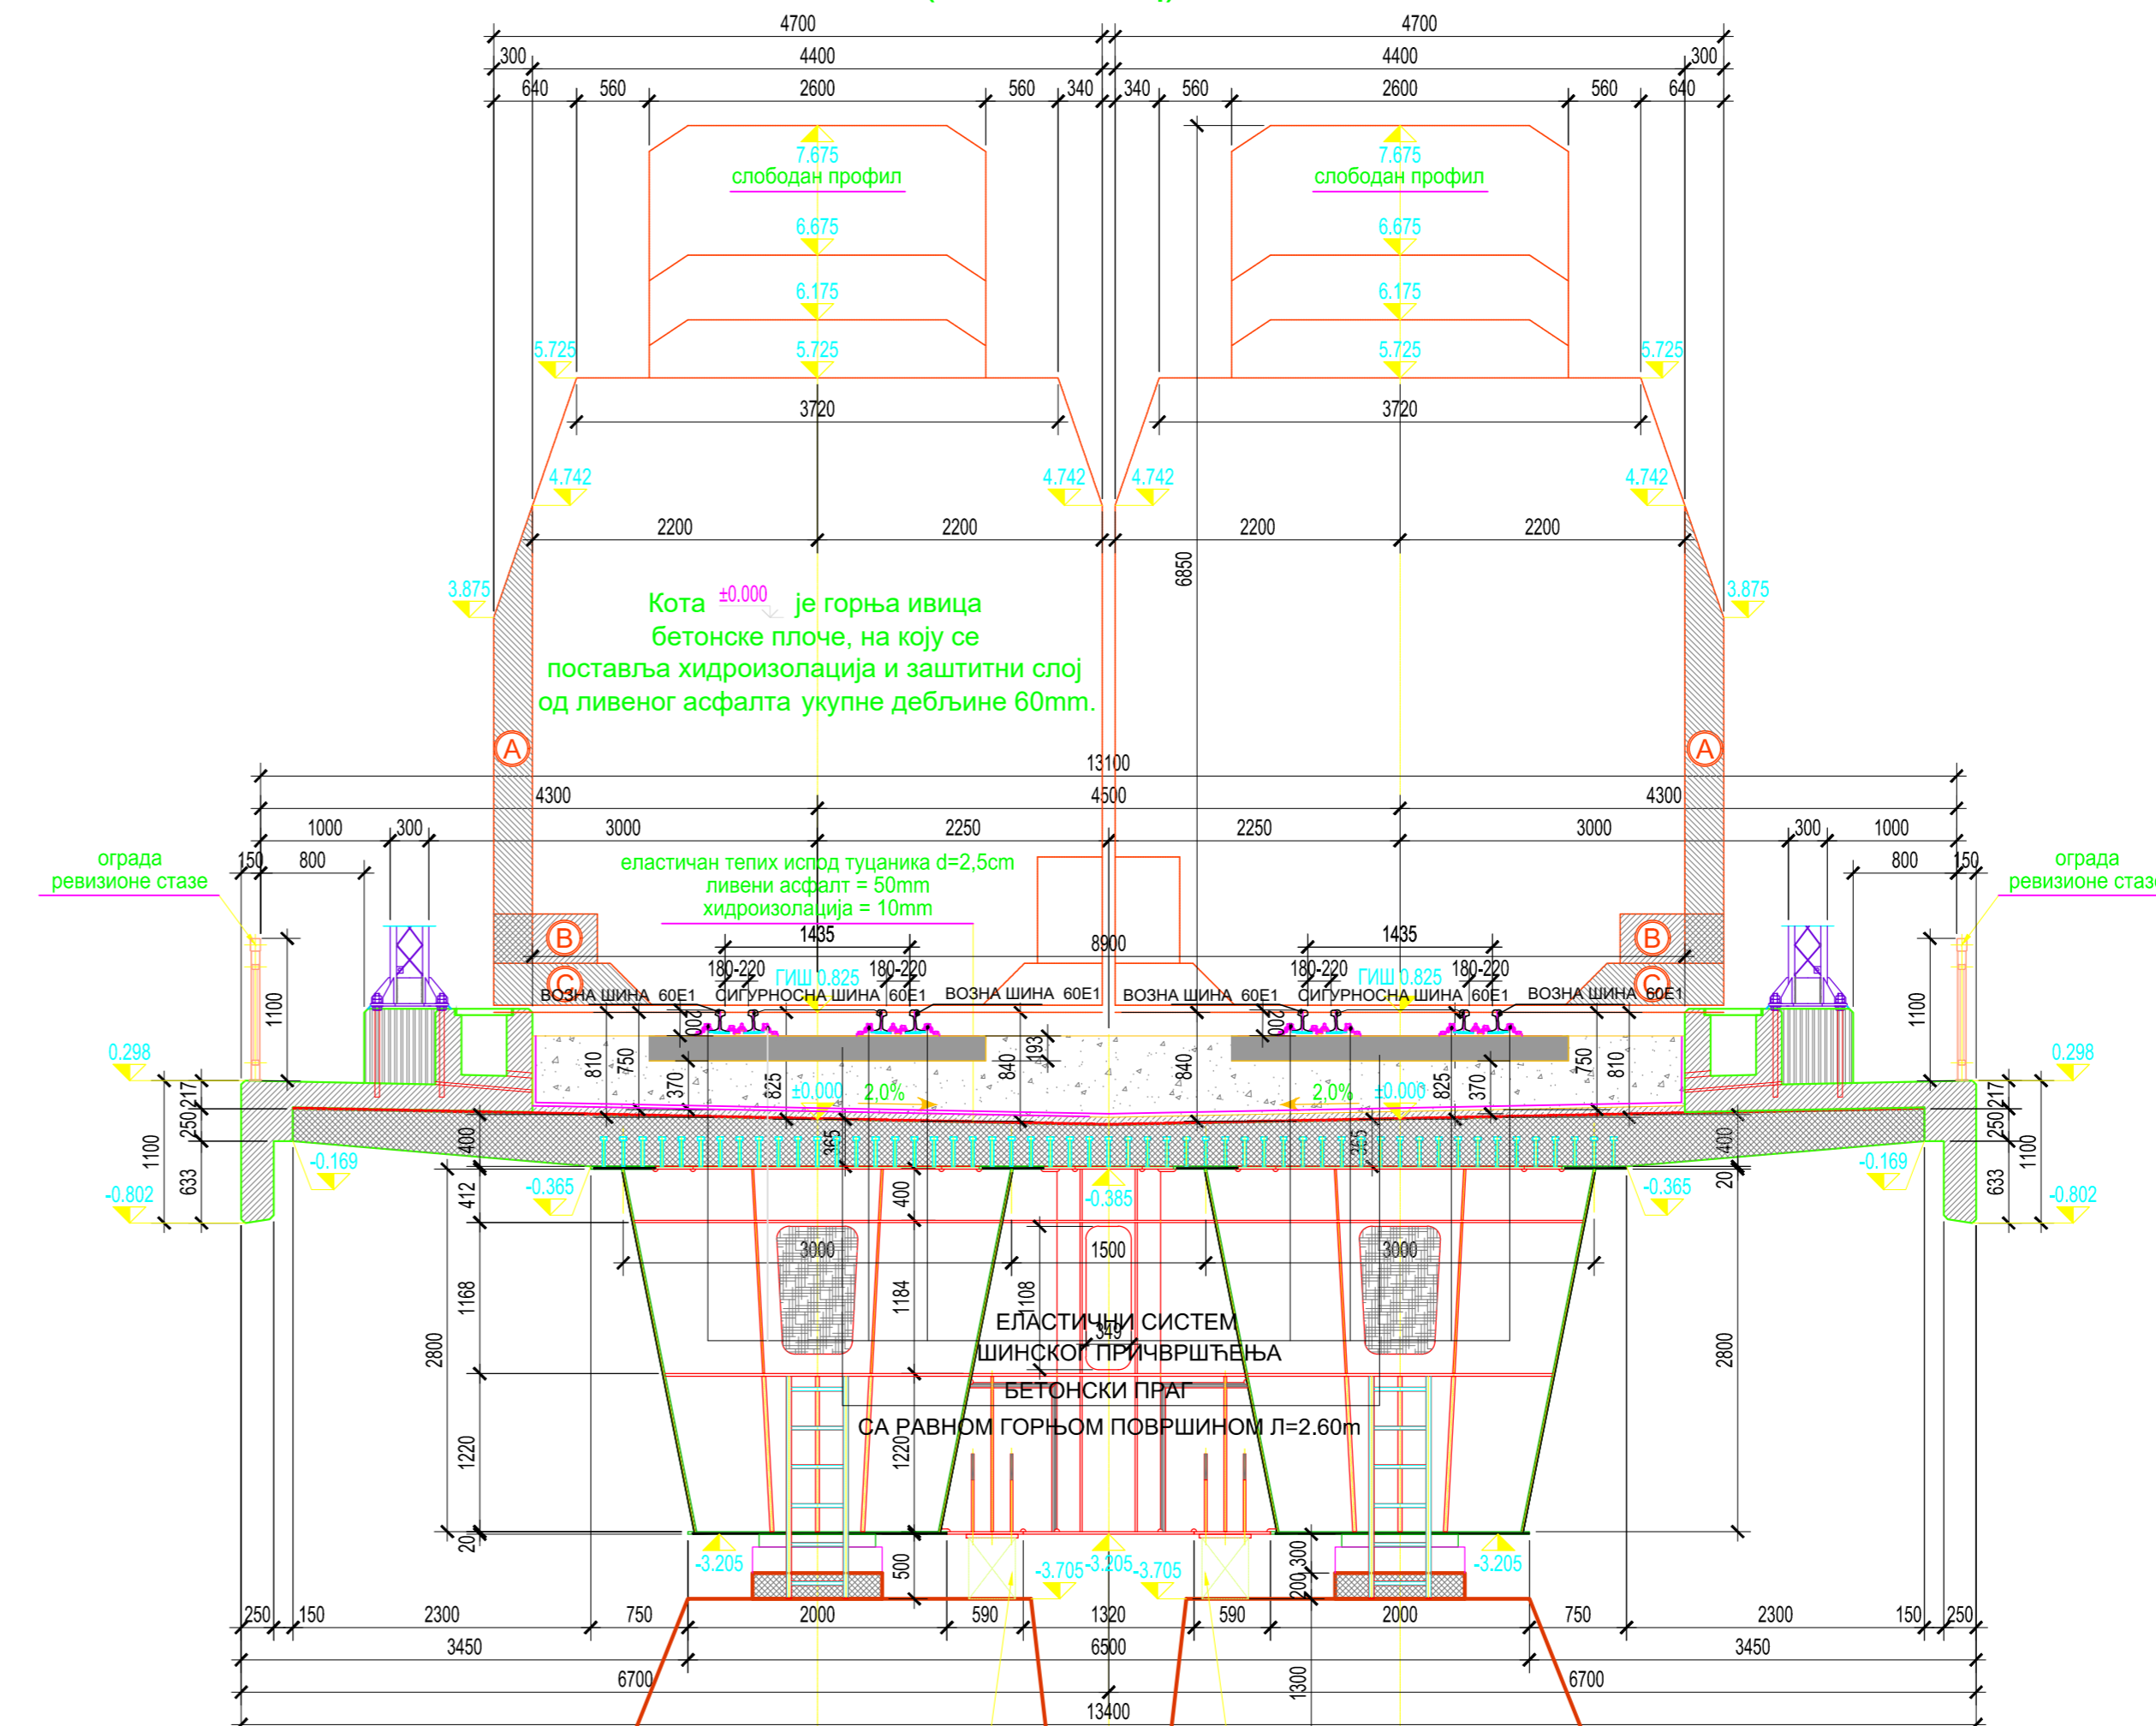 4700 4700
300 4400 4400 300
640 560 2600 560 340 340 560 2600 560 640
7.675 7.675
слободан профил слободан профил
6.675 6.675
6.175 6.175
5.725 5.725 5.725 5.725
3720 3720
4.742 4.742 4.742 4.742
2200 2200 2200 2200
6850
3.875 3.875
Кота ±0.000 је горња ивица
бетонске плоче, на коју се
поставља хидроизолација и заштитни слој
од ливеног асфалта укупне дебљине 60mm.
A A
13100
4300 4500 4300
1000 300 3000 2250 2250 3000 300 1000
150 800 800 150
ограда
ревизионе стазе
ограда
ревизионе стазе
еластичан тепих испод туцаника d=2,5cm
ливени асфалт = 50mm
хидроизолација = 10mm
B B
1435 8900 1435
180-220 180-220 180-220 180-220
C ГИШ 0.825 ГИШ 0.825 C
ВОЗНА ШИНА 60E1 СИГУРНОСНА ШИНА 60E1 ВОЗНА ШИНА 60E1 ВОЗНА ШИНА 60E1 СИГУРНОСНА ШИНА 60E1 ВОЗНА ШИНА 60E1
1100 200 200 1100
0.298 810 750 370 825 840 193 840 825 370 750 810 0.298
±0.000 2,0% 2,0% ±0.000
217 250 633 1100 217 250 633 1100
400 365 365 400
-0.169 -0.169
-0.802 -0.365 -0.385 -0.365 -0.802
412 400 20
3000 1500 3000
1168 1184 1108
2800 2800
ЕЛАСТИЧНИ СИСТЕМ
349
ШИНСКОГ ПРИЧВРШЋЕЊА
БЕТОНСКИ ПРАГ
СА РАВНОМ ГОРЊОМ ПОВРШИНОМ Л=2.60m
1220 1220
20 500 300 200
-3.205 -3.705 -3.205 -3.705 -3.205
250 150 2300 750 2000 590 1320 590 2000 750 2300 150 250
3450 6500 3450
6700 1300 6700
13400